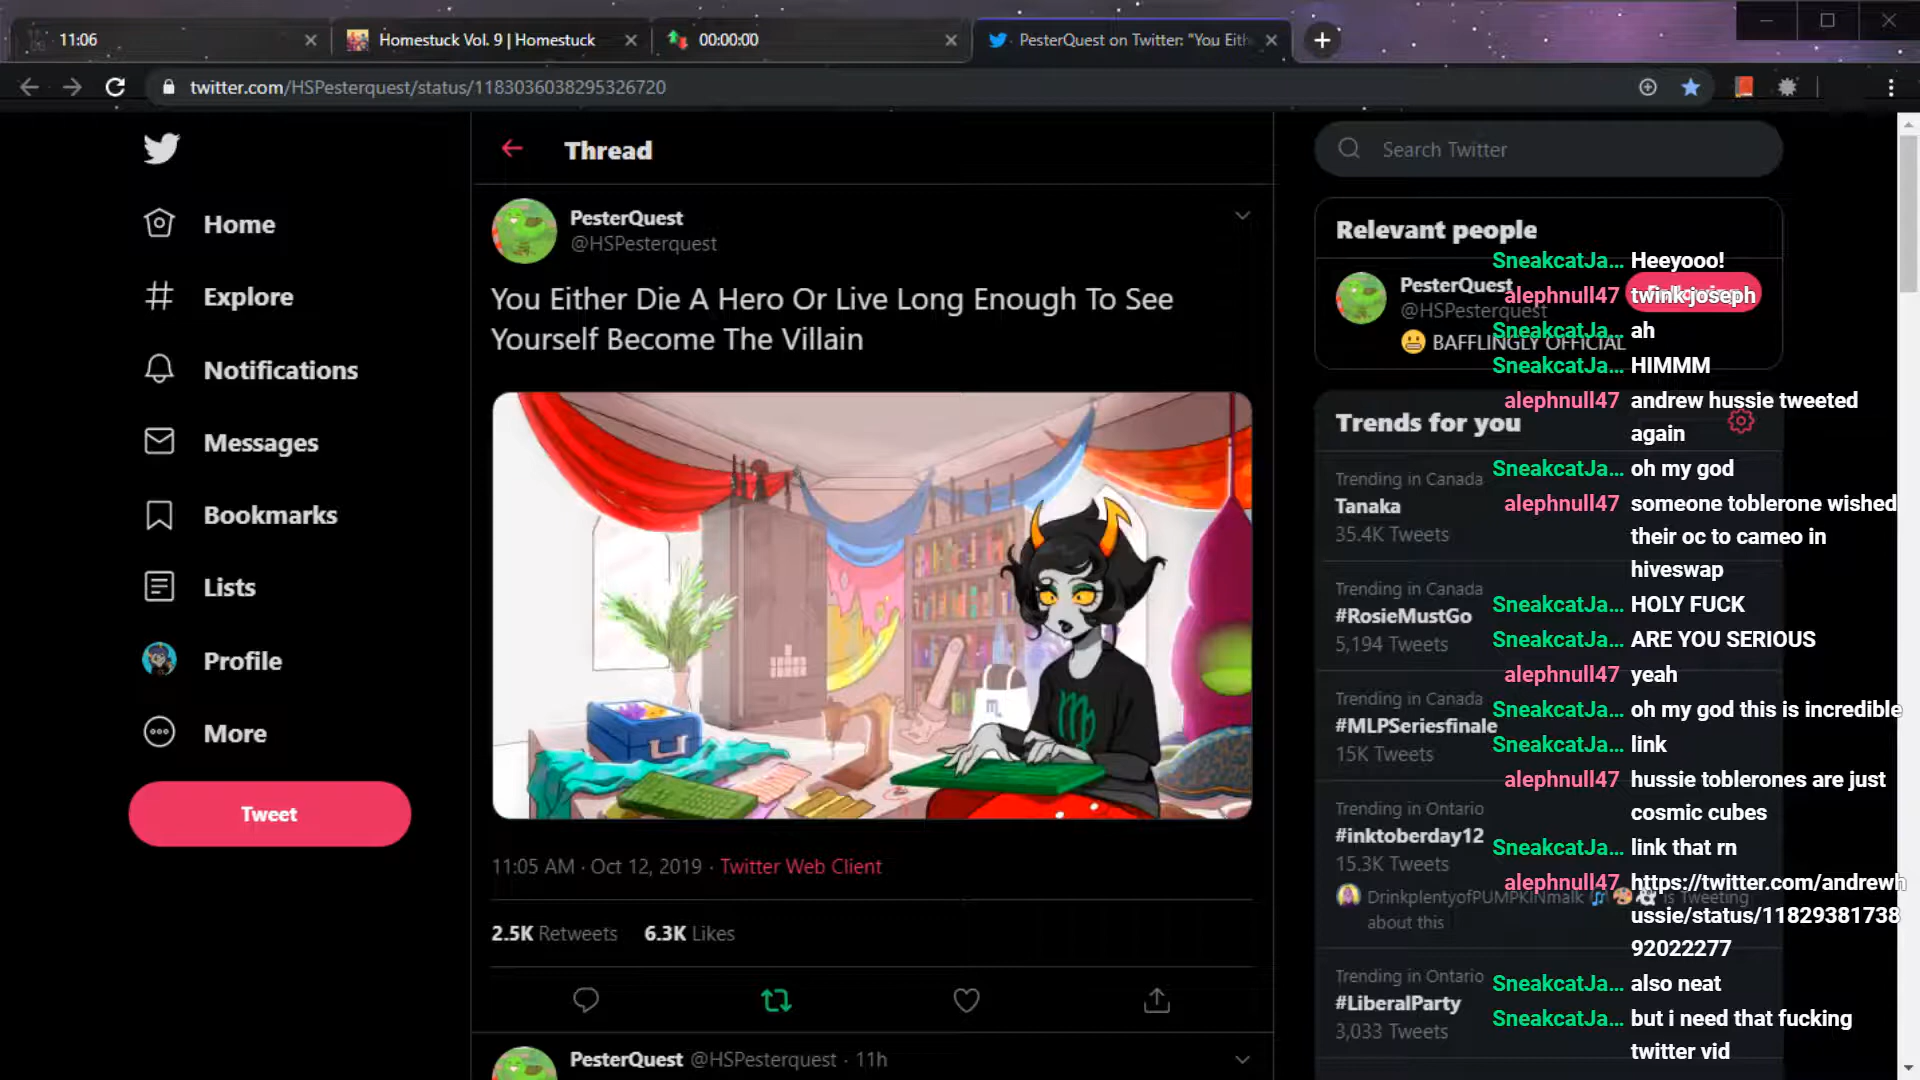 11:06
Homestuck Vol. 9 | Homestuck
00:00:00
PesterQuest on Twitter: "You Eith
twitter.com/HSPesterquest/status/1183036038295326720
Home
Explore
Notifications
Messages
Bookmarks
Lists
Profile
More
Tweet
Thread
PesterQuest
@HSPesterquest
You Either Die A Hero Or Live Long Enough To See
Yourself Become The Villain
11:05 AM · Oct 12, 2019 · Twitter Web Client
2.5K Retweets 6.3K Likes
PesterQuest @HSPesterquest · 11h
Search Twitter
Relevant people
PesterQuest
@HSPesterquest
BAFFLINGLY OFFICIAL
Trends for you
Trending in Canada
Tanaka
35.4K Tweets
Trending in Canada
#RosieMustGo
5,194 Tweets
Trending in Canada
#MLPSeriesfinale
15K Tweets
Trending in Ontario
#inktoberday12
15.3K Tweets
DrinkplentyofPUMPKINmalk is Tweeting
about this
Trending in Ontario
#LiberalParty
3,033 Tweets
SneakcatJa... Heeyooo!
alephnull47 twink joseph
SneakcatJa... ah
SneakcatJa... HIMMM
alephnull47 andrew hussie tweeted
again
SneakcatJa... oh my god
alephnull47 someone toblerone wished
their oc to cameo in
hiveswap
SneakcatJa... HOLY FUCK
SneakcatJa... ARE YOU SERIOUS
alephnull47 yeah
SneakcatJa... oh my god this is incredible
SneakcatJa... link
alephnull47 hussie toblerones are just
cosmic cubes
SneakcatJa... link that rn
alephnull47 https://twitter.com/andrewh
ussie/status/11829381738
92022277
SneakcatJa... also neat
SneakcatJa... but i need that fucking
twitter vid